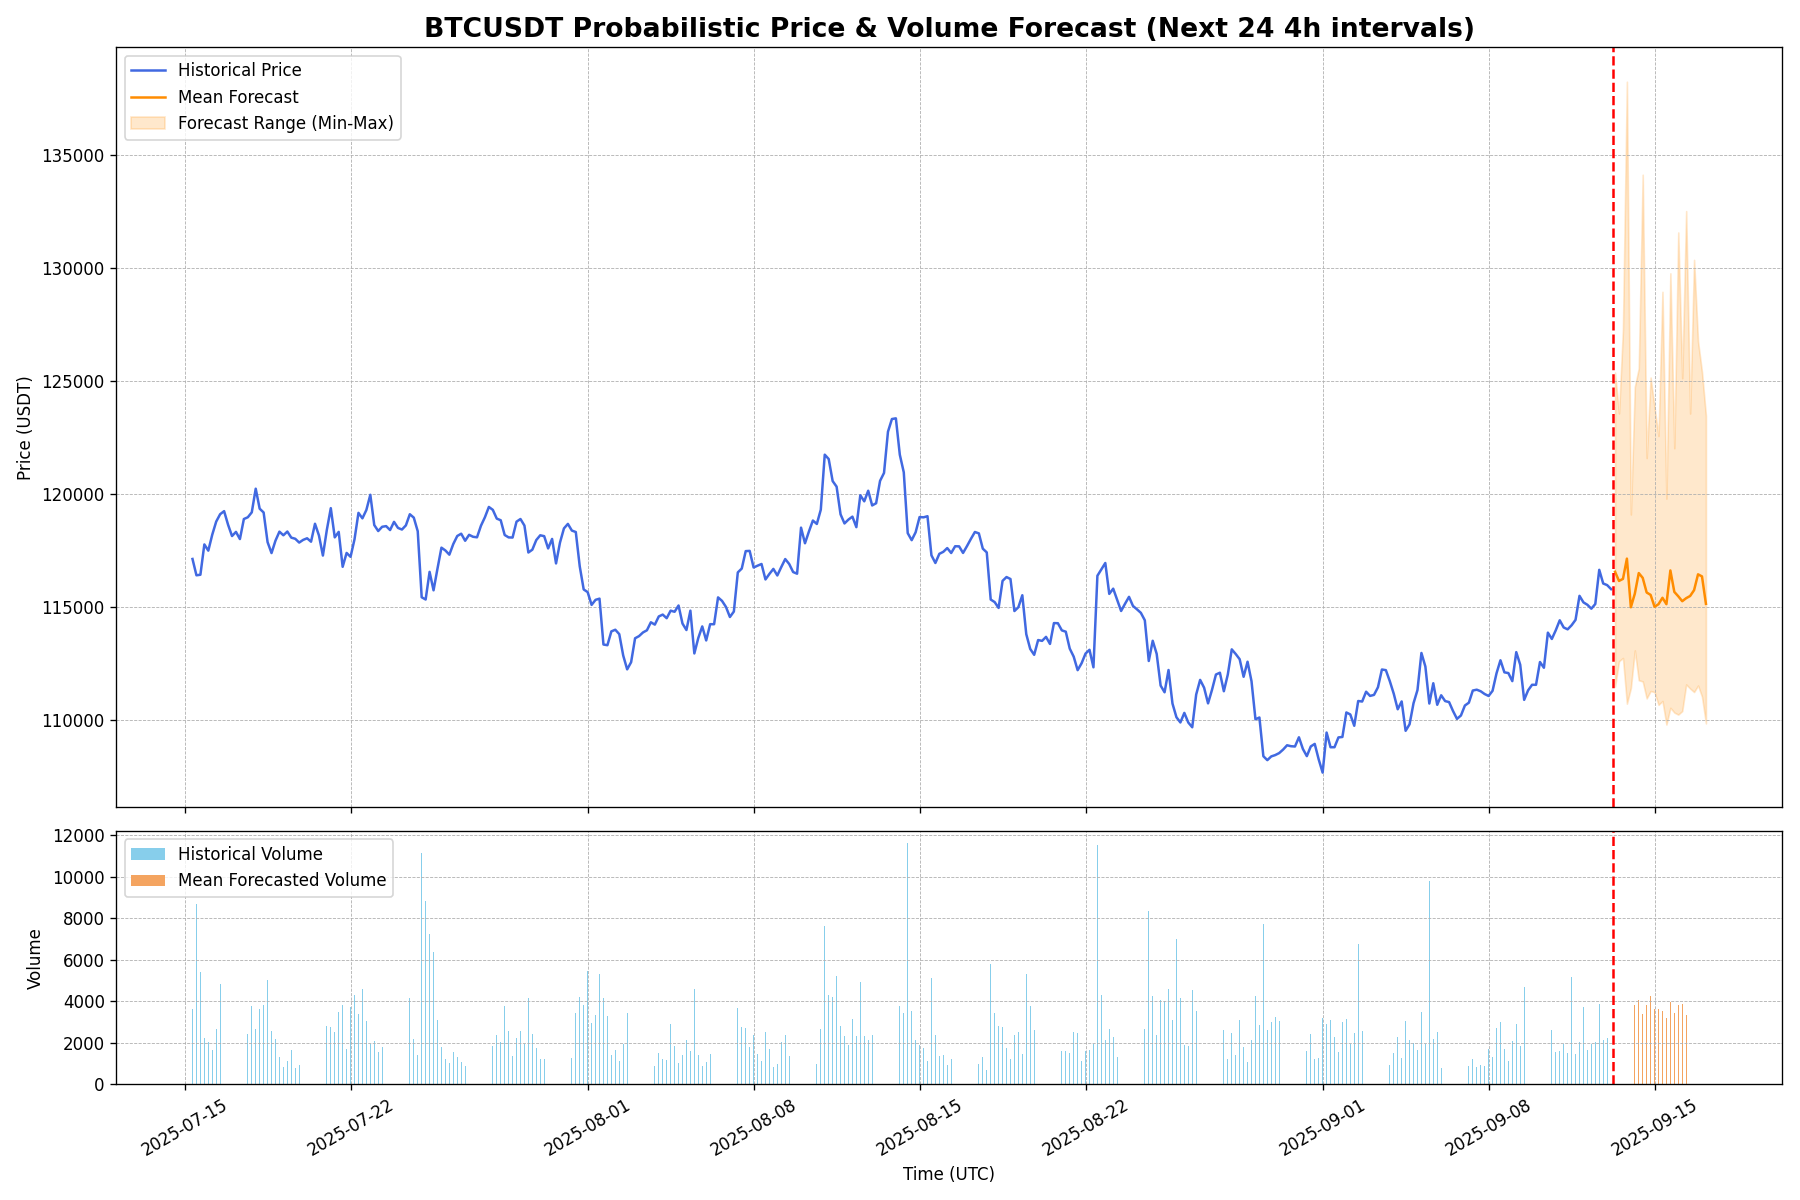 BTCUSDT Probabilistic Price & Volume Forecast (Next 24 4h intervals)
Historical Price
Mean Forecast
Forecast Range (Min-Max)
Price (USDT)
135000
130000
125000
120000
115000
110000
Historical Volume
Mean Forecasted Volume
Volume
12000
10000
8000
6000
4000
2000
0
2025-07-15
2025-07-22
2025-08-01
2025-08-08
2025-08-15
2025-08-22
2025-09-01
2025-09-08
2025-09-15
Time (UTC)